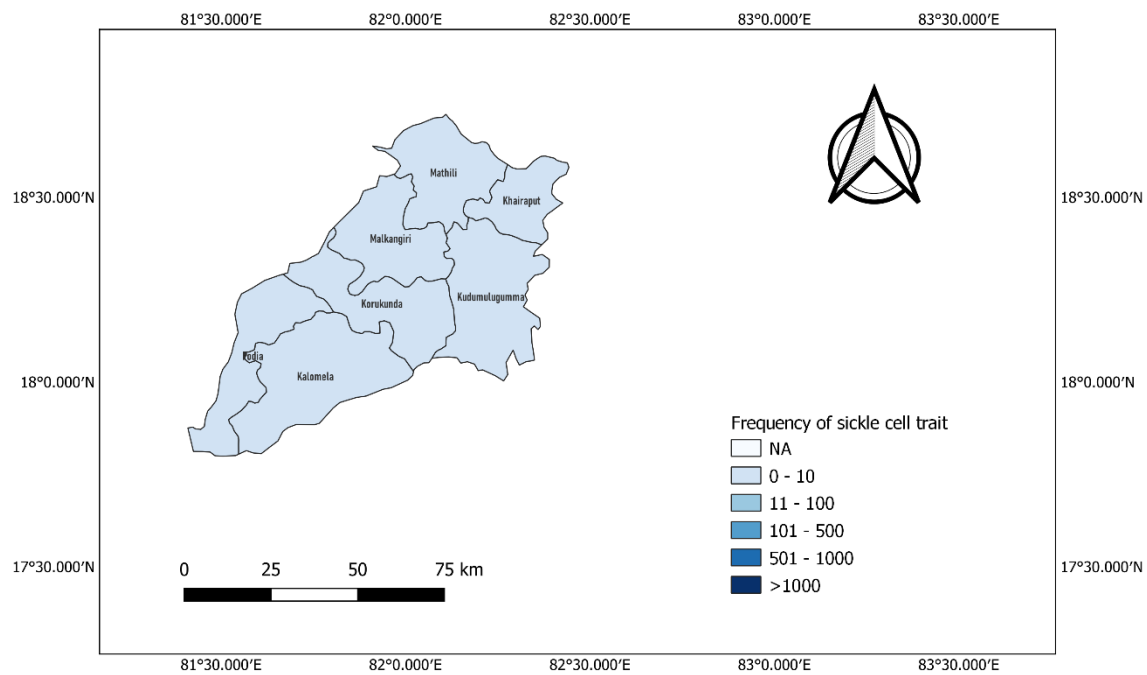 81°30.000'E 82°0.000'E 82°30.000'E 83°0.000'E 83°30.000'E
18°30.000'N 18°30.000'N
Mathili
Khairaput
Malkangiri
Kudumulugumma
Korukunda
Podia
Kalomela
18°0.000'N 18°0.000'N
Frequency of sickle cell trait
NA
0 - 10
11 - 100
101 - 500
501 - 1000
>1000
17°30.000'N 17°30.000'N
0 25 50 75 km
81°30.000'E 82°0.000'E 82°30.000'E 83°0.000'E 83°30.000'E